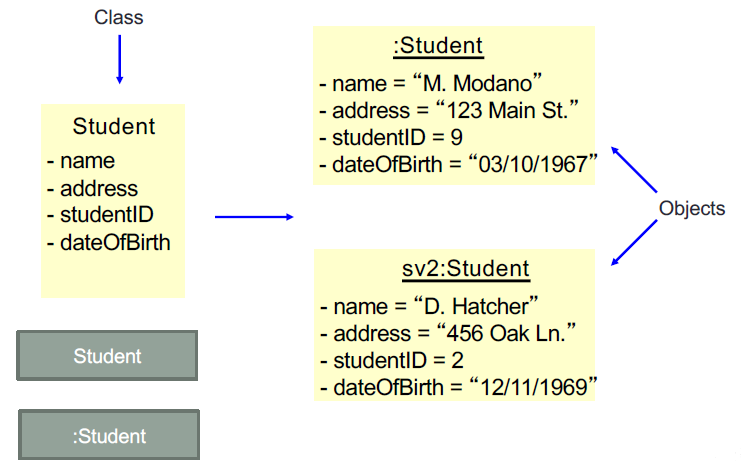 Class
Student
- name
- address
- studentID
- dateOfBirth
:Student
- name = “M. Modano”
- address = “123 Main St.”
- studentID = 9
- dateOfBirth = “03/10/1967”
Objects
sv2:Student
- name = “D. Hatcher”
- address = “456 Oak Ln.”
- studentID = 2
- dateOfBirth = “12/11/1969”
Student
:Student